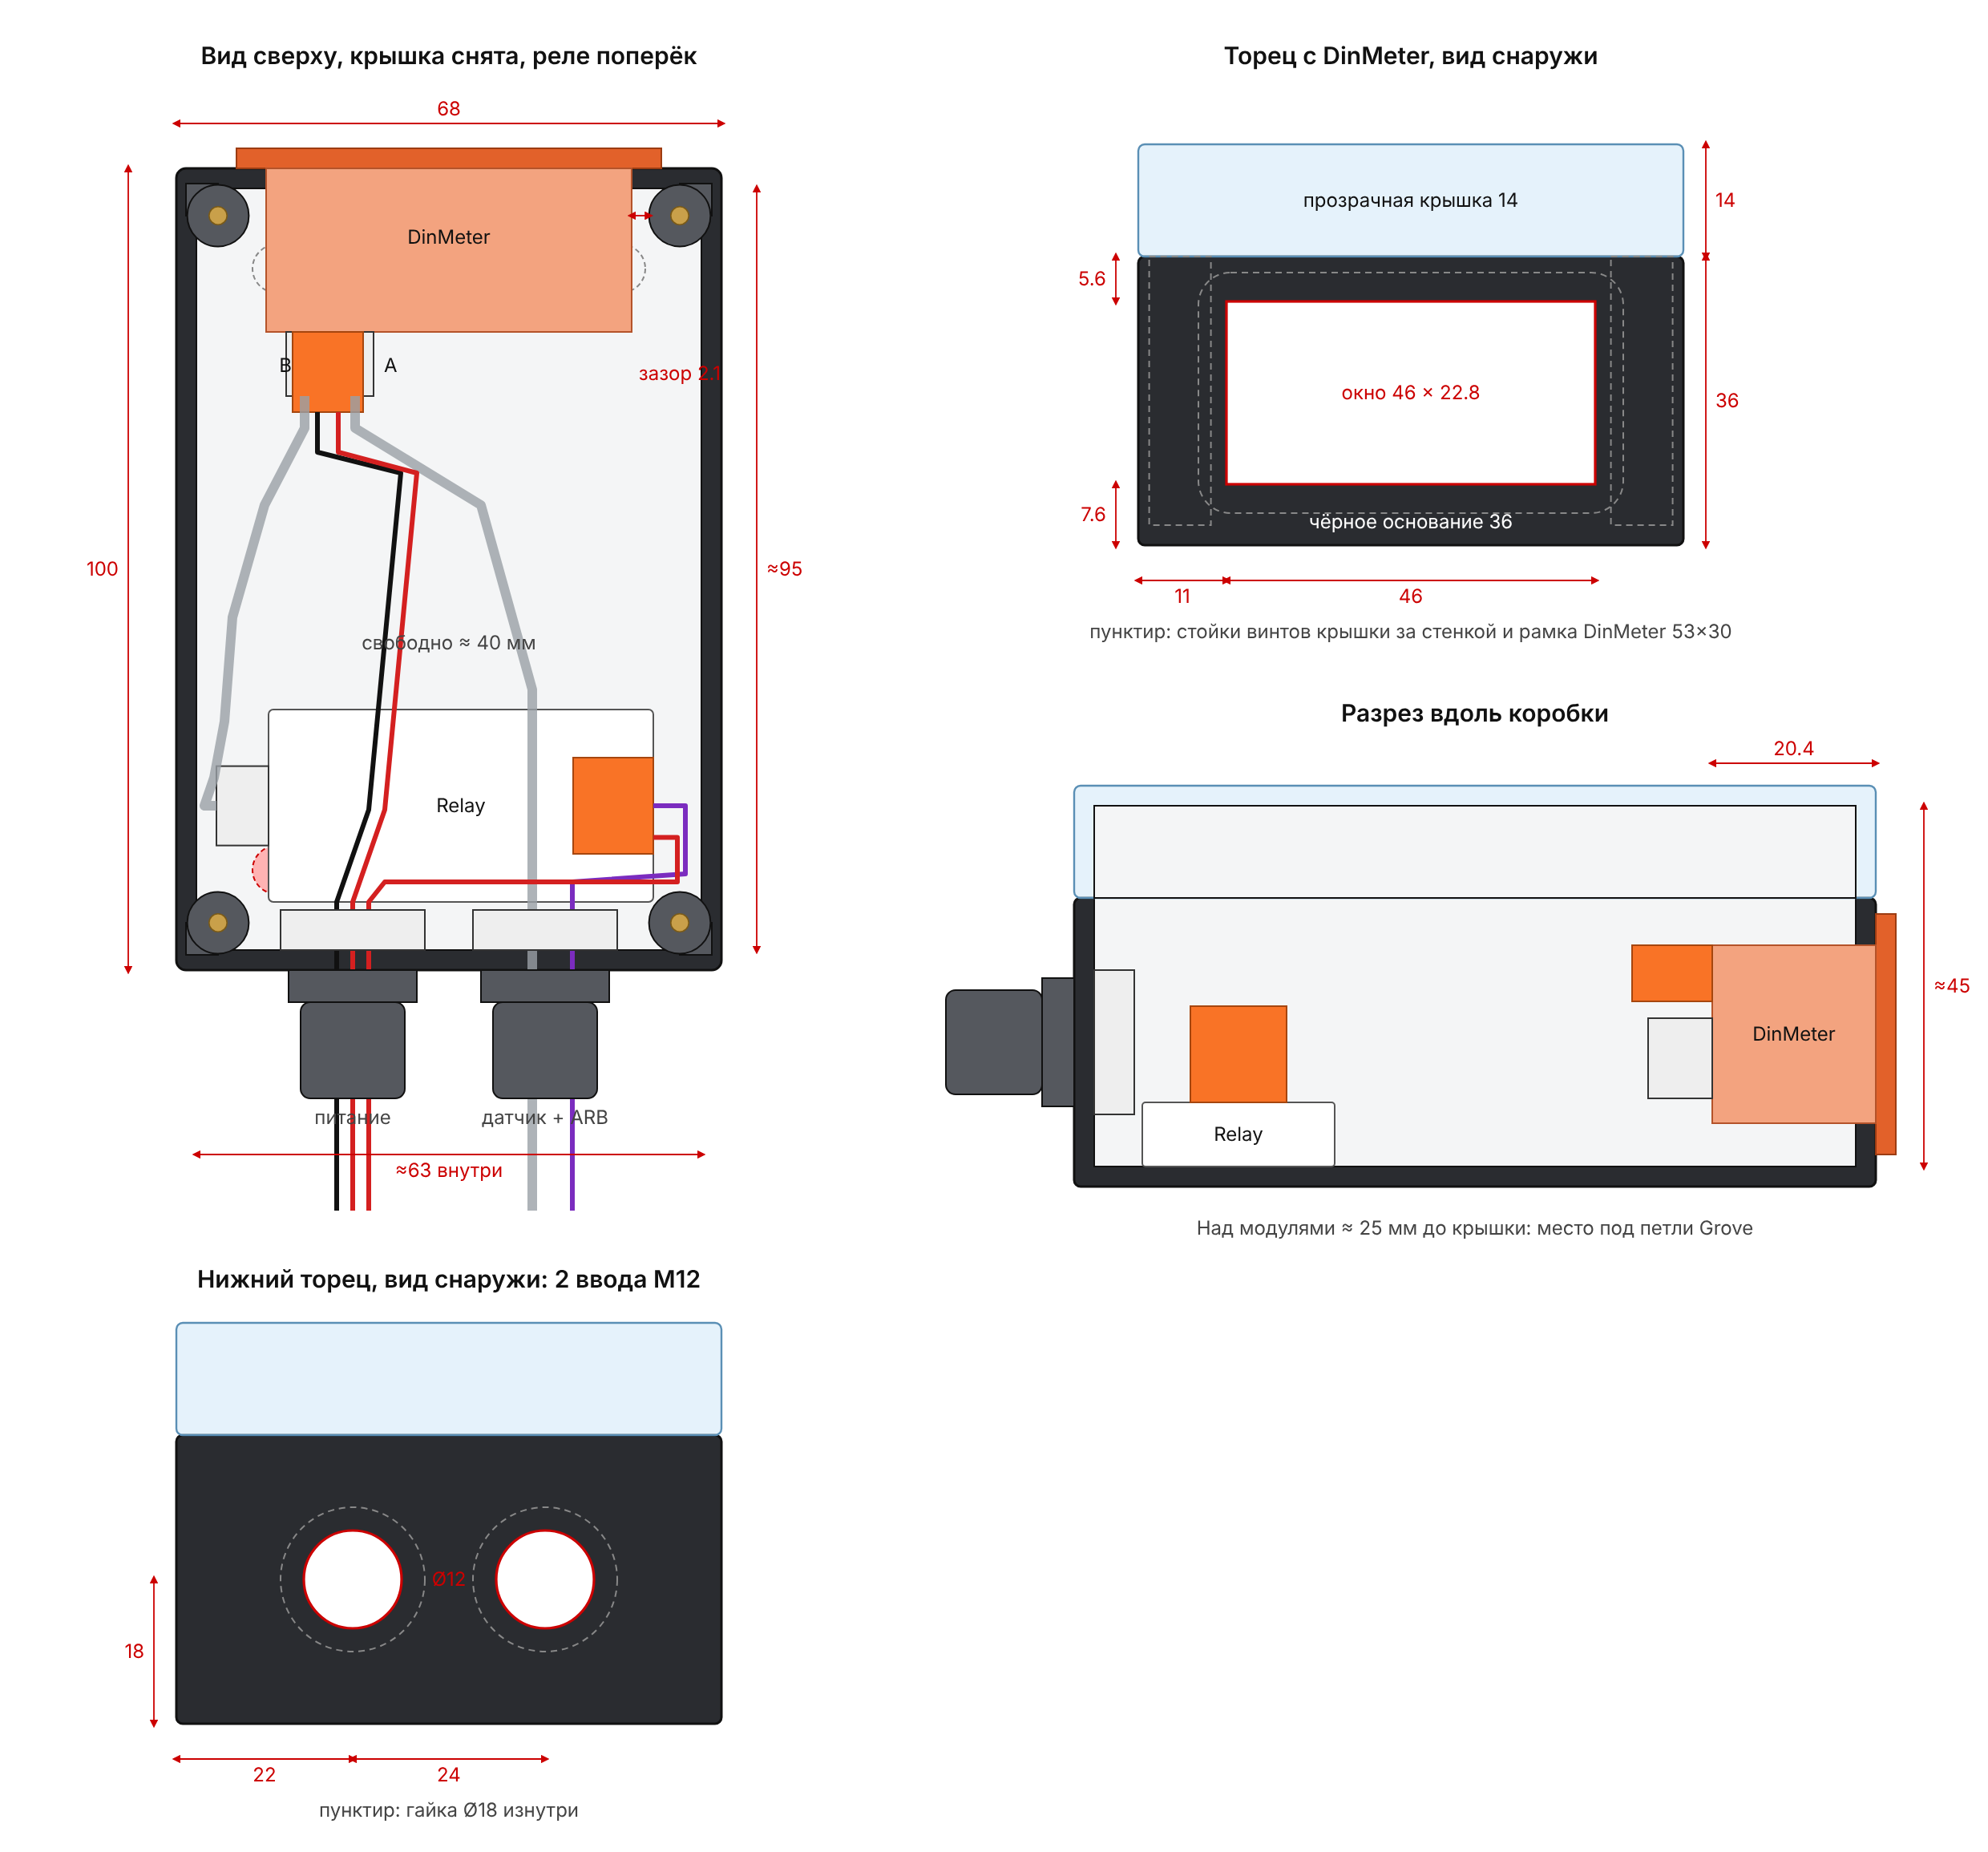 Вид сверху, крышка снята, реле поперёк
68
DinMeter
B
A
зазор 2.1
100
≈95
свободно ≈ 40 мм
Relay
питание
датчик + ARB
≈63 внутри
Торец с DinMeter, вид снаружи
прозрачная крышка 14
14
5.6
окно 46 × 22.8
36
7.6
чёрное основание 36
11
46
пунктир: стойки винтов крышки за стенкой и рамка DinMeter 53×30
Разрез вдоль коробки
20.4
≈45
DinMeter
Relay
Над модулями ≈ 25 мм до крышки: место под петли Grove
Нижний торец, вид снаружи: 2 ввода M12
Ø12
18
22
24
пунктир: гайка Ø18 изнутри